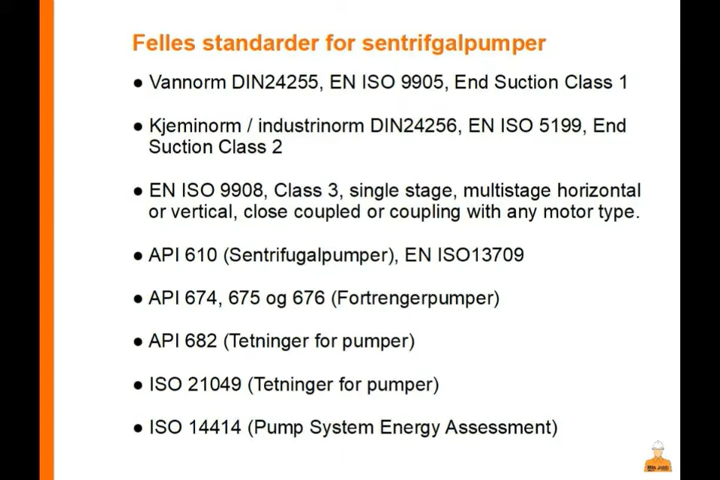 Felles standarder for sentrifgalpumper
● Vannorm DIN24255, EN ISO 9905, End Suction Class 1
● Kjeminorm / industrinorm DIN24256, EN ISO 5199, End
Suction Class 2
● EN ISO 9908, Class 3, single stage, multistage horizontal
or vertical, close coupled or coupling with any motor type.
● API 610 (Sentrifugalpumper), EN ISO13709
● API 674, 675 og 676 (Fortrengerpumper)
● API 682 (Tetninger for pumper)
● ISO 21049 (Tetninger for pumper)
● ISO 14414 (Pump System Energy Assessment)